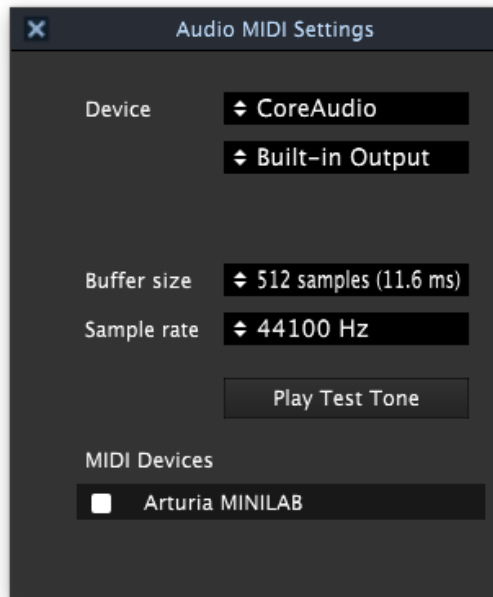 Audio MIDI Settings
Device
CoreAudio
Built-in Output
Buffer size
512 samples (11.6 ms)
Sample rate
44100 Hz
Play Test Tone
MIDI Devices
Arturia MINILAB